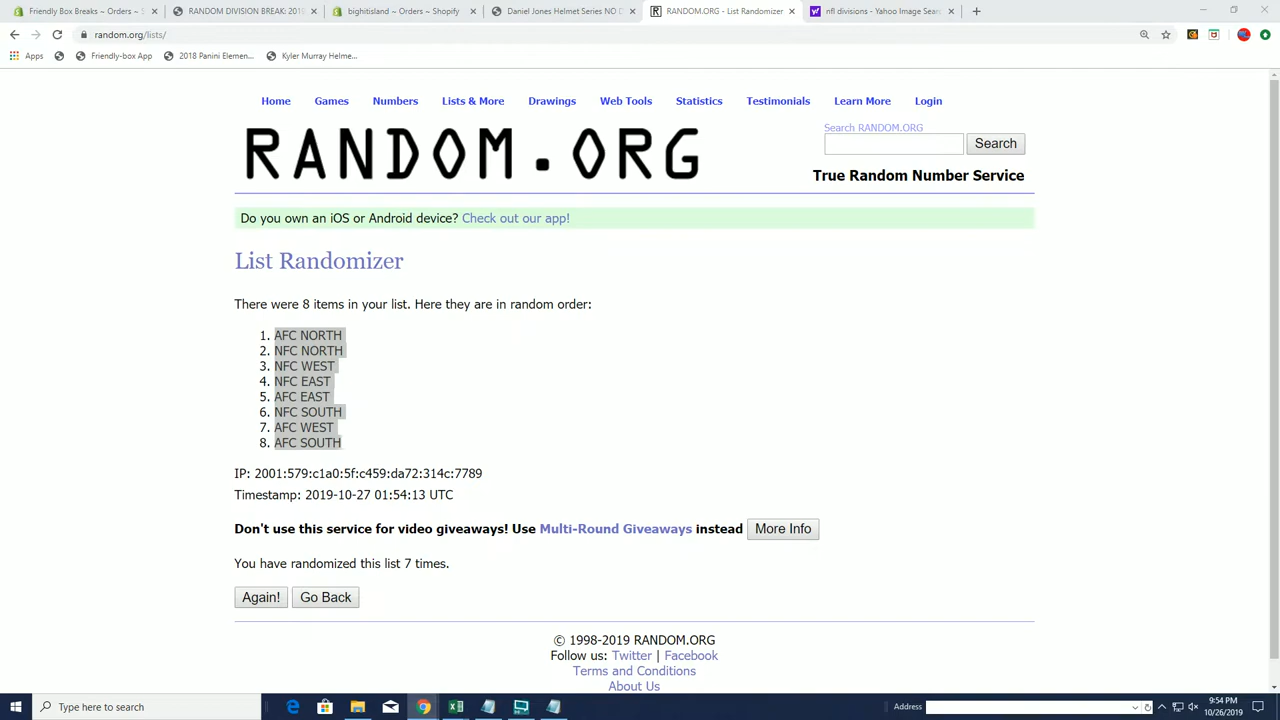 Friendly Box Breaks ~ Orders ~ S
RANDOM DIVISION BREAK 2019
bightitisland ~ Orders ~ Shopify
Daniel Jones Helmet Series NO D
RANDOM.ORG - List Randomizer
nfl divisions - Yahoo Image Sear
random.org/lists/
Apps
Friendly-box App
2018 Panini Elemen...
Kyler Murray Helme...
Home Games Numbers Lists & More Drawings Web Tools Statistics Testimonials Learn More Login
RANDOM.ORG
Search RANDOM.ORG
Search
True Random Number Service
Do you own an iOS or Android device? Check out our app!
List Randomizer
There were 8 items in your list. Here they are in random order:
1. AFC NORTH
2. NFC NORTH
3. NFC WEST
4. NFC EAST
5. AFC EAST
6. NFC SOUTH
7. AFC WEST
8. AFC SOUTH
IP: 2001:579:c1a0:5f:c459:da72:314c:7789
Timestamp: 2019-10-27 01:54:13 UTC
Don't use this service for video giveaways! Use Multi-Round Giveaways instead More Info
You have randomized this list 7 times.
Again! Go Back
© 1998-2019 RANDOM.ORG
Follow us: Twitter | Facebook
Terms and Conditions
About Us
Type here to search
Address
9:54 PM
10/26/2019